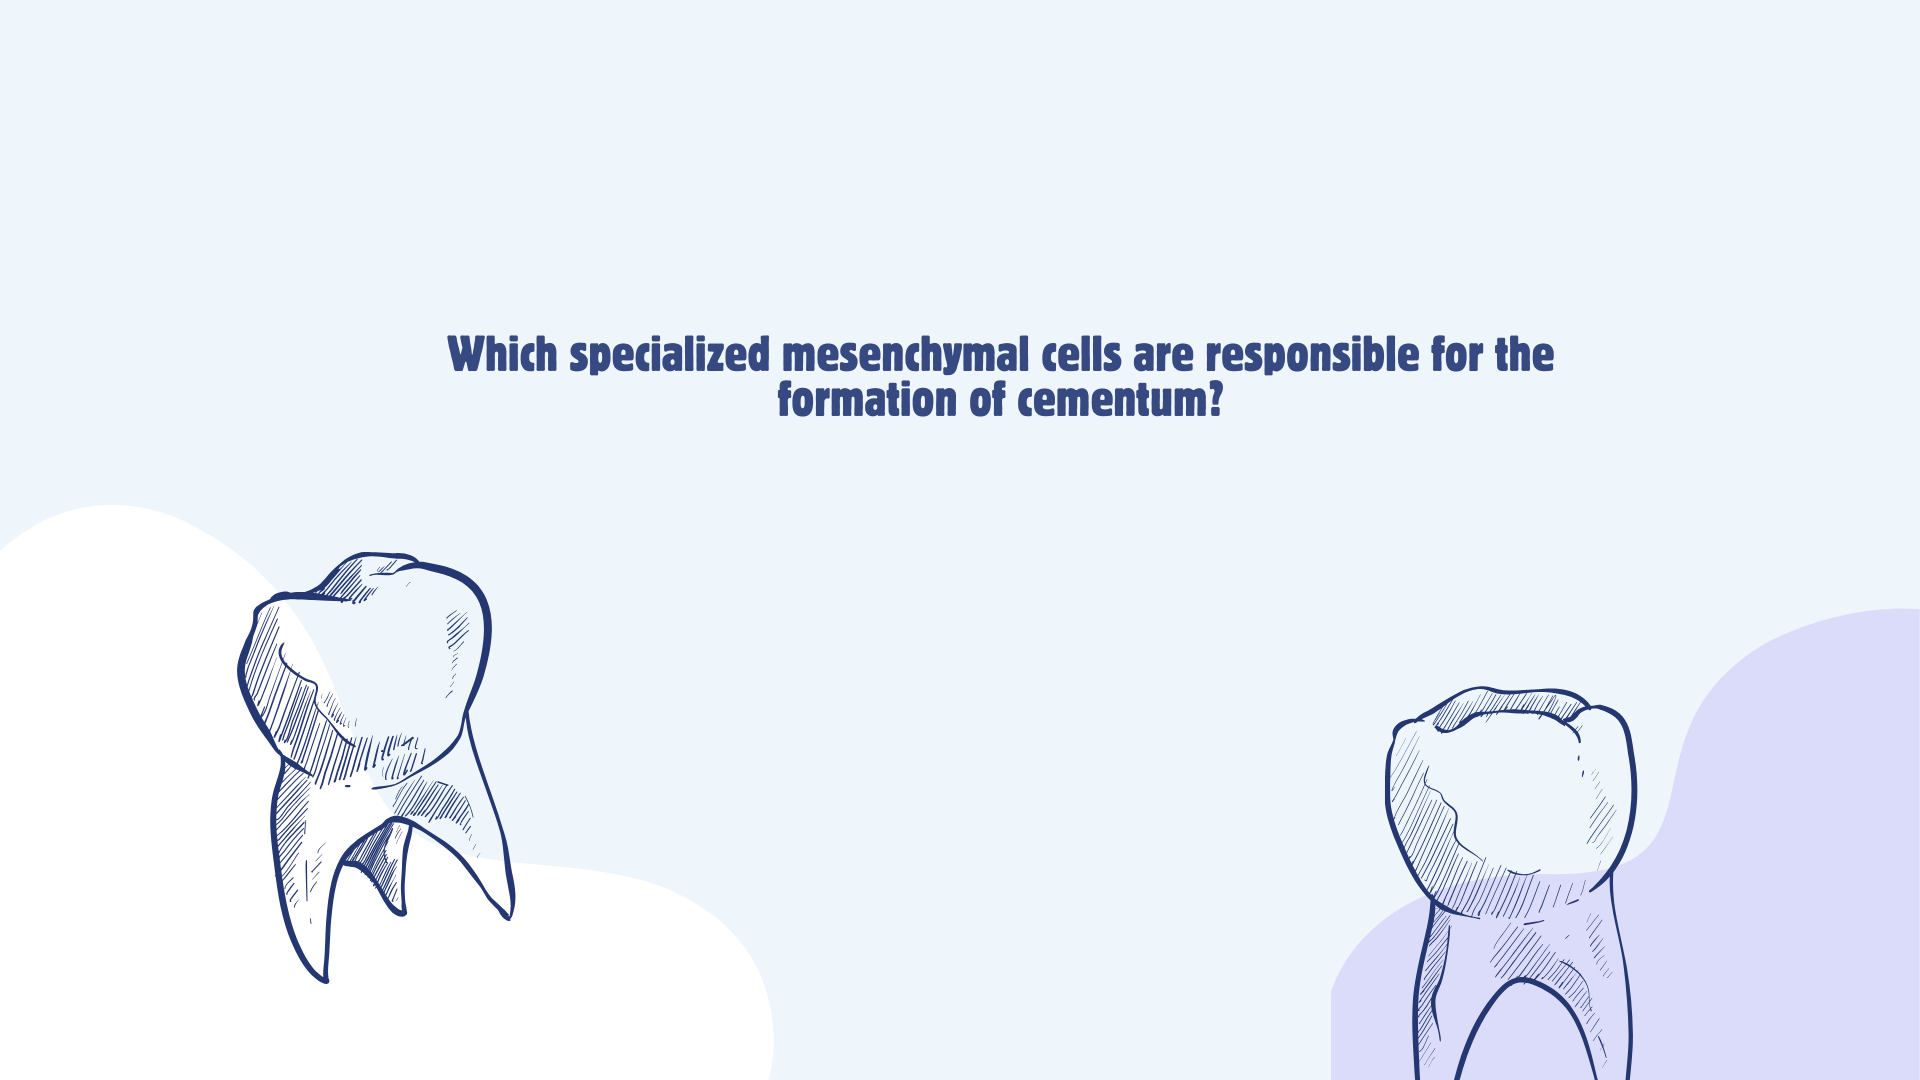 Which specialized mesenchymal cells are responsible for the
formation of cementum?